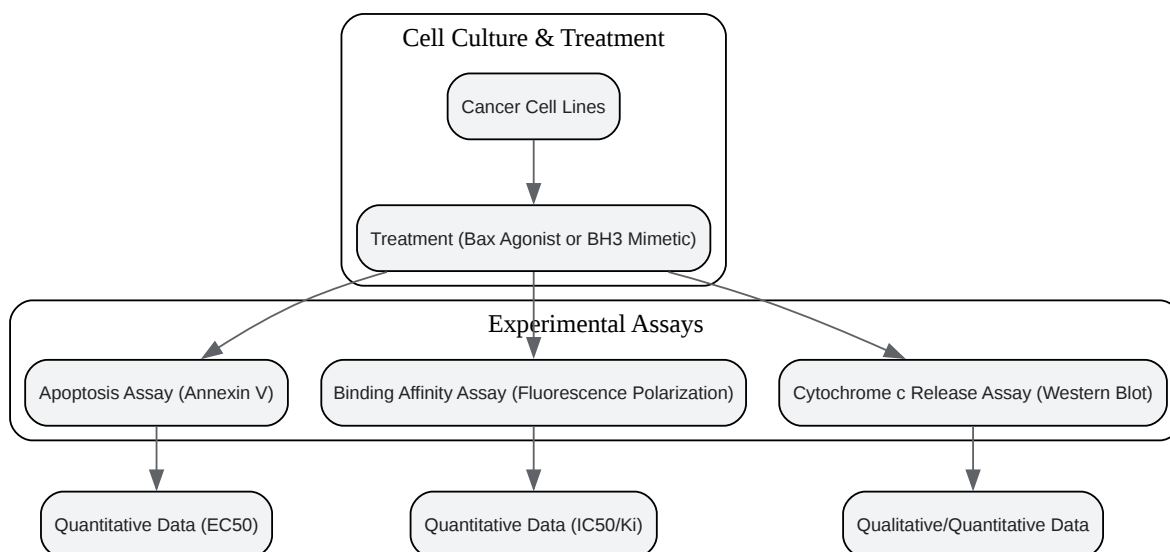 Cell Culture & Treatment
Cancer Cell Lines
Treatment (Bax Agonist or BH3 Mimetic)
Experimental Assays
Apoptosis Assay (Annexin V)
Binding Affinity Assay (Fluorescence Polarization)
Cytochrome c Release Assay (Western Blot)
Quantitative Data (EC50)
Quantitative Data (IC50/Ki)
Qualitative/Quantitative Data